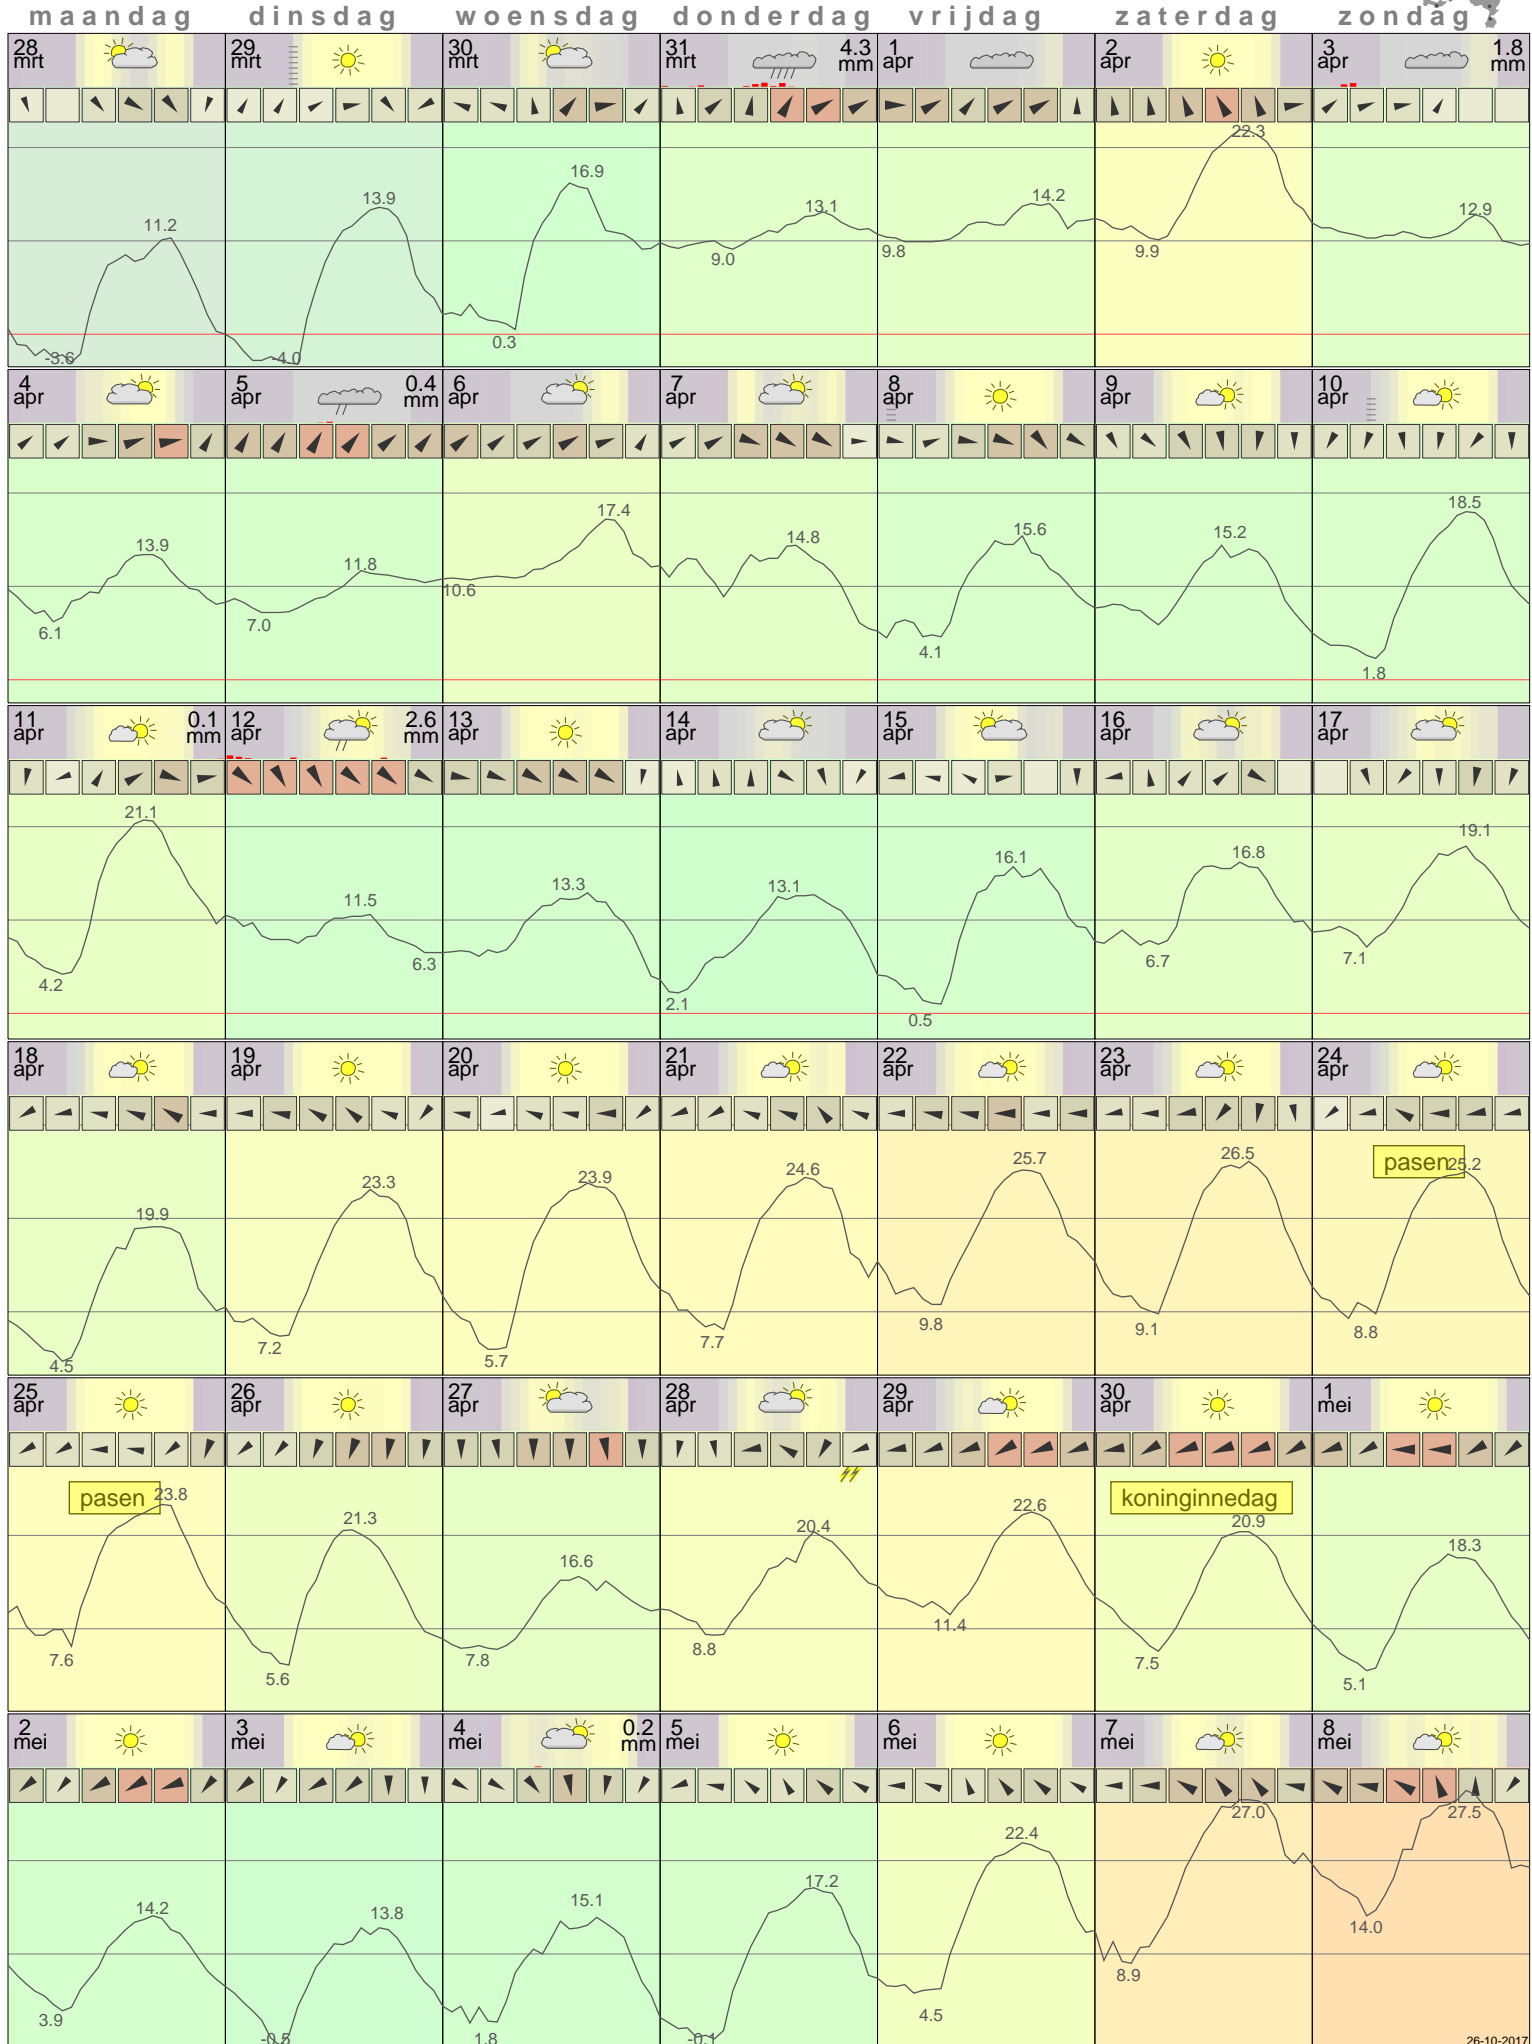 maandag dinsdag woensdag donderdag vrijdag zaterdag zondag
28 29 30 31 4.3 1 2 3 1.8
mrt mrt mrt mrt mm apr apr apr mm
11.2 13.9 16.9 13.1 14.2 22.3 12.9
-3.6 -4.0 0.3 9.0 9.8 9.9
4 5 0.4 6 7 8 9 10
apr apr mm apr apr apr apr apr
13.9 11.8 17.4 14.8 15.6 15.2 18.5
6.1 7.0 10.6 4.1 1.8
11 0.1 12 2.6 13 14 15 16 17
apr mm apr mm apr apr apr apr apr
21.1 11.5 13.3 13.1 16.1 16.8 19.1
4.2 6.3 2.1 0.5 6.7 7.1
18 19 20 21 22 23 24
apr apr apr apr apr apr apr
pasen
19.9 23.3 23.9 24.6 25.7 26.5 25.2
4.5 7.2 5.7 7.7 9.8 9.1 8.8
25 26 27 28 29 30 1
apr apr apr apr apr apr mei
pasen koninginnedag
23.8 21.3 16.6 20.4 22.6 20.9 18.3
7.6 5.6 7.8 8.8 11.4 7.5 5.1
2 3 4 0.2 5 6 7 8
mei mei mei mm mei mei mei mei
14.2 13.8 15.1 17.2 22.4 27.0 27.5
3.9 -0.5 1.8 -0.1 4.5 8.9 14.0
26-10-2017